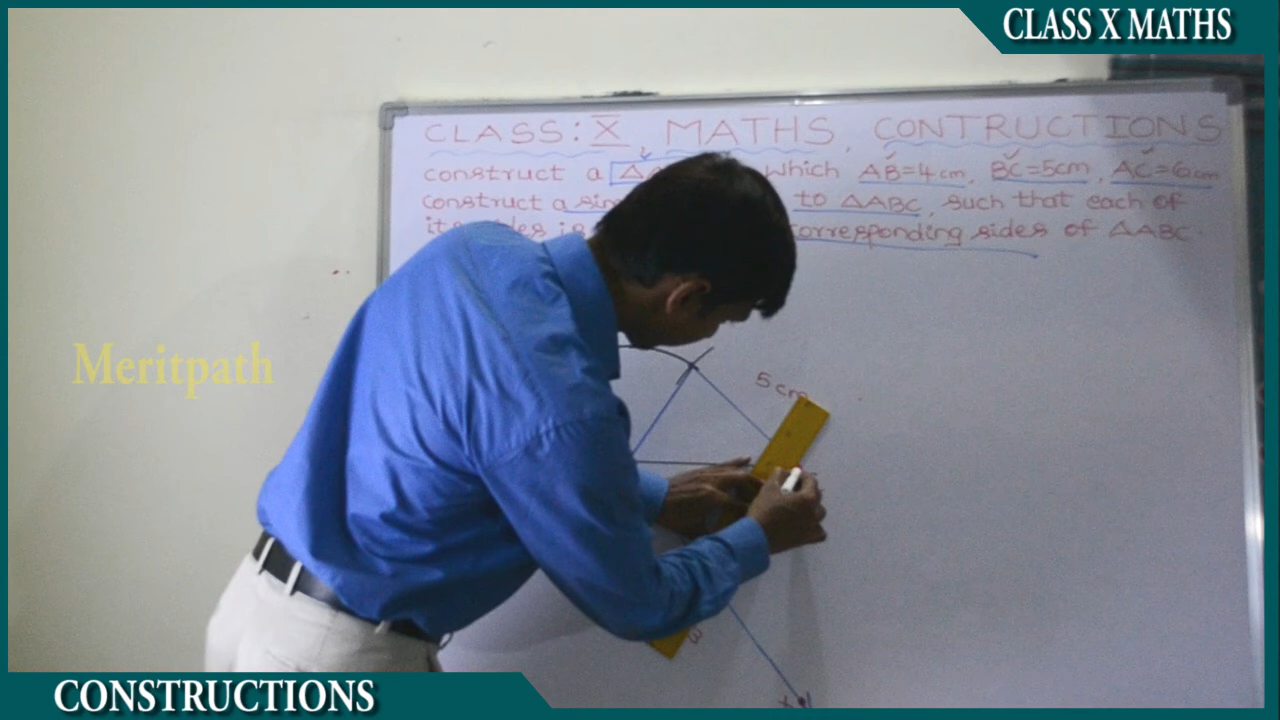 CLASS X MATHS
CLASS: X, MATHS, CONTRUCTIONS
construct a which AB=4cm, BC=5cm, AC=6cm
construct a to ΔABC, such that each of
corresponding sides of ΔABC
5cm
Meritpath
3
CONSTRUCTIONS